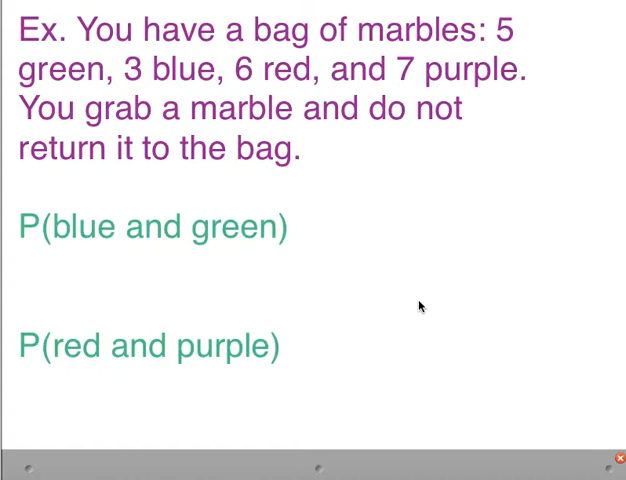 Ex. You have a bag of marbles: 5
green, 3 blue, 6 red, and 7 purple.
You grab a marble and do not
return it to the bag.
P(blue and green)
P(red and purple)